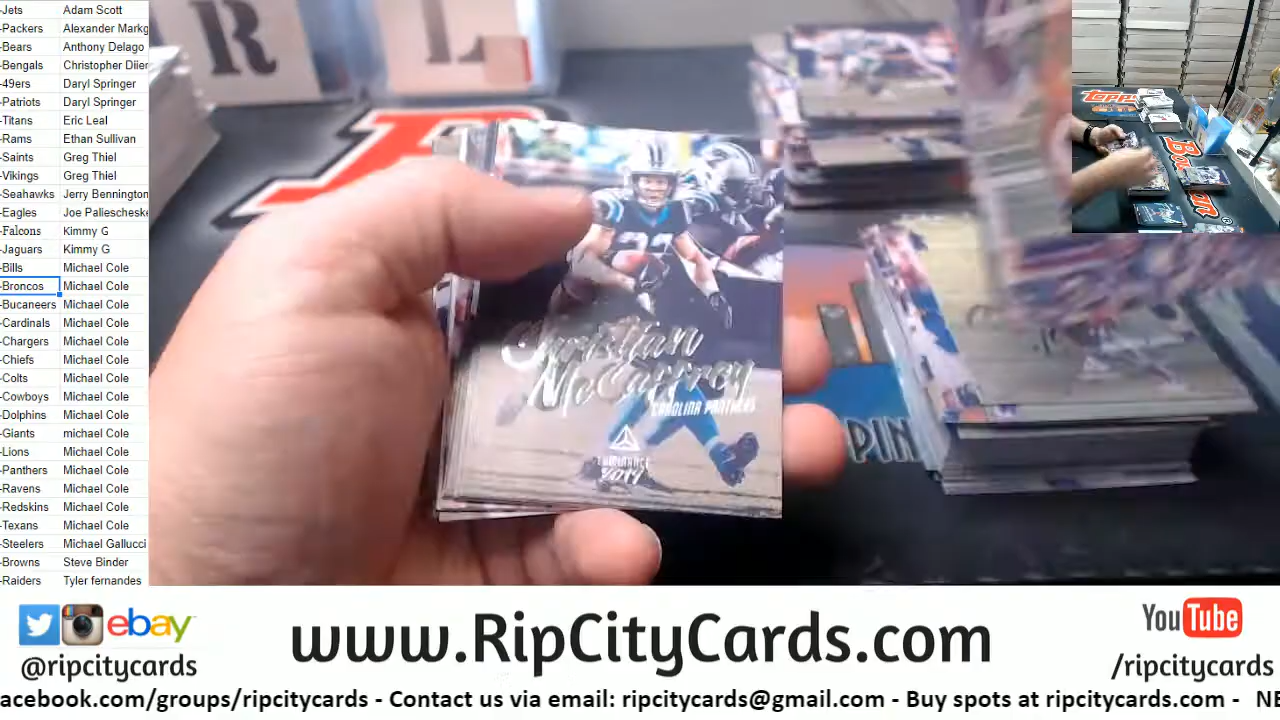 -Jets Adam Scott
-Packers Alexander Markg
-Bears Anthony Delago
-Bengals Christopher Diier
-49ers Daryl Springer
-Patriots Daryl Springer
-Titans Eric Leal
-Rams Ethan Sullivan
-Saints Greg Thiel
-Vikings Greg Thiel
-Seahawks Jerry Bennington
-Eagles Joe Paliescheske
-Falcons Kimmy G
-Jaguars Kimmy G
-Bills Michael Cole
-Broncos Michael Cole
-Bucaneers Michael Cole
-Cardinals Michael Cole
-Chargers Michael Cole
-Chiefs Michael Cole
-Colts Michael Cole
-Cowboys Michael Cole
-Dolphins Michael Cole
-Giants michael Cole
-Lions Michael Cole
-Panthers Michael Cole
-Ravens Michael Cole
-Redskins Michael Cole
-Texans Michael Cole
-Steelers Michael Gallucci
-Browns Steve Binder
-Raiders Tyler fernandes
R L
Topps
Christian
McCaffrey
CAROLINA PANTHERS
LUMINANCE
2019
PIN
ebay
@ripcitycards
www.RipCityCards.com
YouTube
/ripcitycards
acebook.com/groups/ripcitycards - Contact us via email: ripcitycards@gmail.com - Buy spots at ripcitycards.com - NE